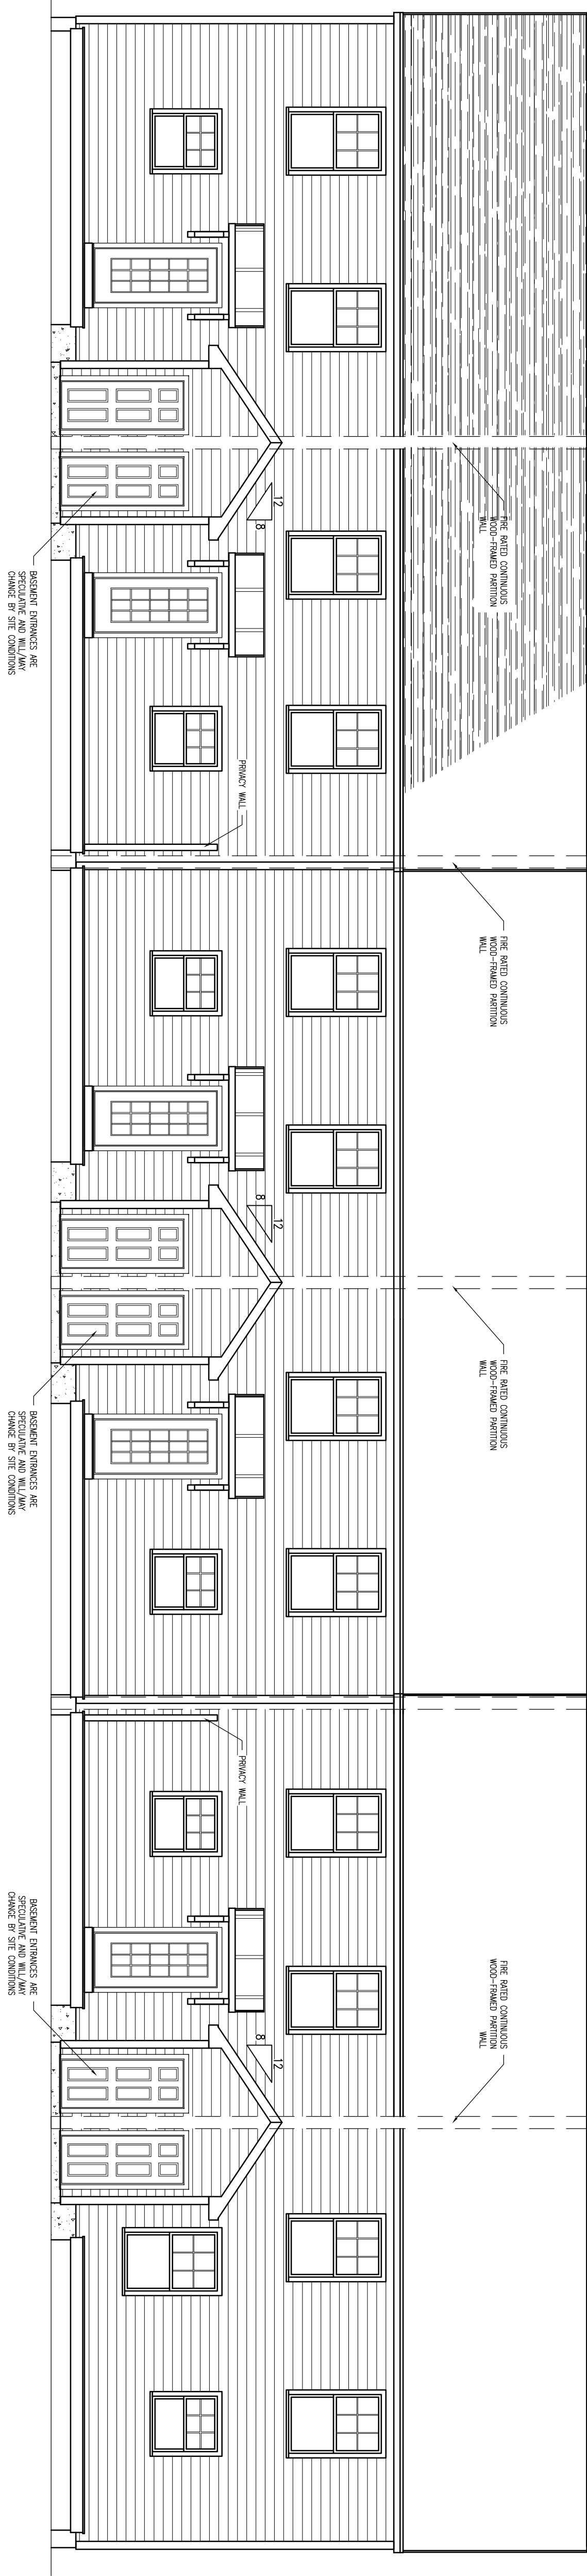 FIRE RATED CONTINUOUS
WOOD-FRAMED PARTITION
WALL
FIRE RATED CONTINUOUS
WOOD-FRAMED PARTITION
WALL
FIRE RATED CONTINUOUS
WOOD-FRAMED PARTITION
WALL
FIRE RATED CONTINUOUS
WOOD-FRAMED PARTITION
WALL
12
8
12
8
12
8
PRIVACY WALL
PRIVACY WALL
BASEMENT ENTRANCES ARE
SPECULATIVE AND WILL/MAY
CHANGE BY SITE CONDITIONS
BASEMENT ENTRANCES ARE
SPECULATIVE AND WILL/MAY
CHANGE BY SITE CONDITIONS
BASEMENT ENTRANCES ARE
SPECULATIVE AND WILL/MAY
CHANGE BY SITE CONDITIONS